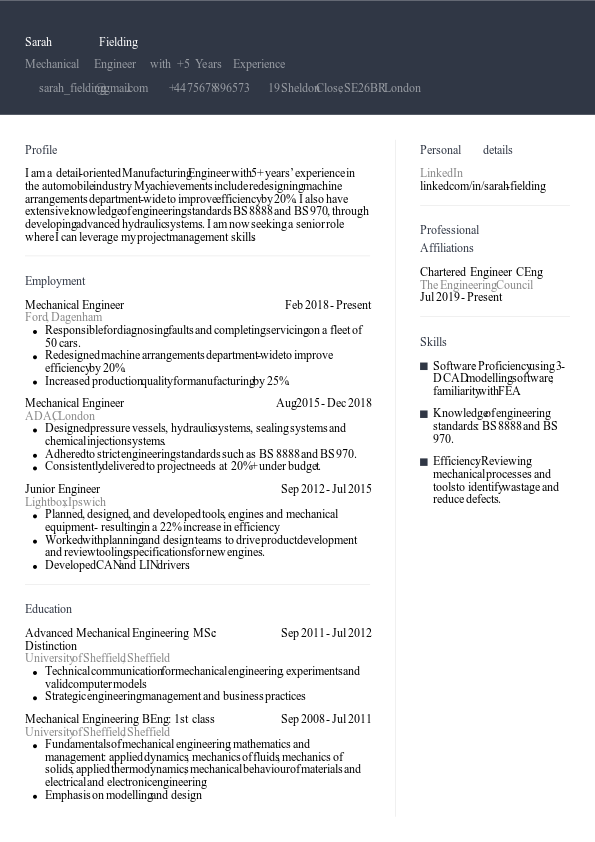 Sarah Fielding
Mechanical Engineer with +5 Years Experience
sarah_fielding@gmail.com +44 75678 896573 19 Sheldon Close, SE26BR London
Profile
I am a detail-oriented Manufacturing Engineer with 5+ years' experience in
the automobile industry. My achievements include redesigning machine
arrangements department-wide to improve efficiency by 20%. I also have
extensive knowledge of engineering standards BS 8888 and BS 970, through
developing advanced hydraulic systems. I am now seeking a senior role
where I can leverage my project management skills
Employment
Mechanical Engineer Feb 2018 - Present
Ford, Dagenham
• Responsible for diagnosing faults and completing servicing on a fleet of
50 cars.
• Redesigned machine arrangements department-wide to improve
efficiency by 20%
• Increased production quality for manufacturing by 25%
Mechanical Engineer Aug 2015 - Dec 2018
ADAC, London
• Designed pressure vessels, hydraulic systems, sealing systems and
chemical injection systems.
• Adhered to strict engineering standards such as BS 8888 and BS 970.
• Consistently delivered to project needs at 20%+ under budget.
Junior Engineer Sep 2012 - Jul 2015
Lightbox, Ipswich
• Planned, designed, and developed tools, engines and mechanical
equipment - resulting in a 22% increase in efficiency
• Worked with planning and design teams to drive product development
and review tooling specifications for new engines.
• Developed CAN and LIN drivers
Education
Advanced Mechanical Engineering MSc Sep 2011 - Jul 2012
Distinction
University of Sheffield, Sheffield
• Technical communication for mechanical engineering, experiments and
valid computer models
• Strategic engineering management and business practices
Mechanical Engineering BEng: 1st class Sep 2008 - Jul 2011
University of Sheffield, Sheffield
• Fundamentals of mechanical engineering mathematics and
management: applied dynamics, mechanics of fluids, mechanics of
solids, applied thermodynamics, mechanical behaviour of materials and
electrical and electronic engineering
• Emphasis on modelling and design
Personal details
LinkedIn
linkedcom/in/sarah-fielding
Professional
Affiliations
Chartered Engineer CEng
The Engineering Council
Jul 2019 - Present
Skills
■ Software Proficiency using 3-
D CAD modelling software;
familiarity with FEA.
■ Knowledge of engineering
standards: BS 8888 and BS
970.
■ Efficiency Reviewing
mechanical processes and
tools to identify wastage and
reduce defects.